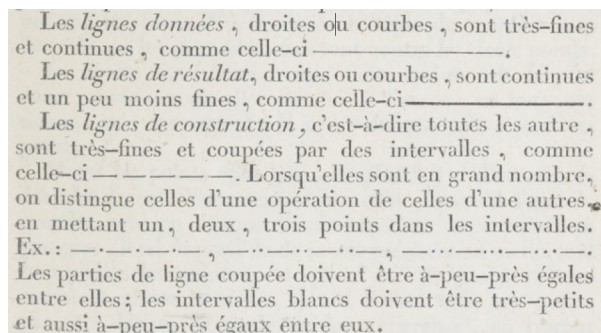 Les lignes données, droites ou courbes, sont très-fines
et continues, comme celle-ci ————————.
Les lignes de résultat, droites ou courbes, sont continues
et un peu moins fines, comme celle-ci ————————.
Les lignes de construction, c'est-à-dire toutes les autre,
sont très-fines et coupées par des intervalles, comme
celle-ci — — — — —. Lorsqu'elles sont en grand nombre,
on distingue celles d'une opération de celles d'une autres,
en mettant un, deux, trois points dans les intervalles.
Ex.: —·—·—·—·—, —··—··—··—, —···—···—···—.
Les parties de ligne coupée doivent être à-peu-près égales
entre elles; les intervalles blancs doivent être très-petits
et aussi à-peu-près égaux entre eux.